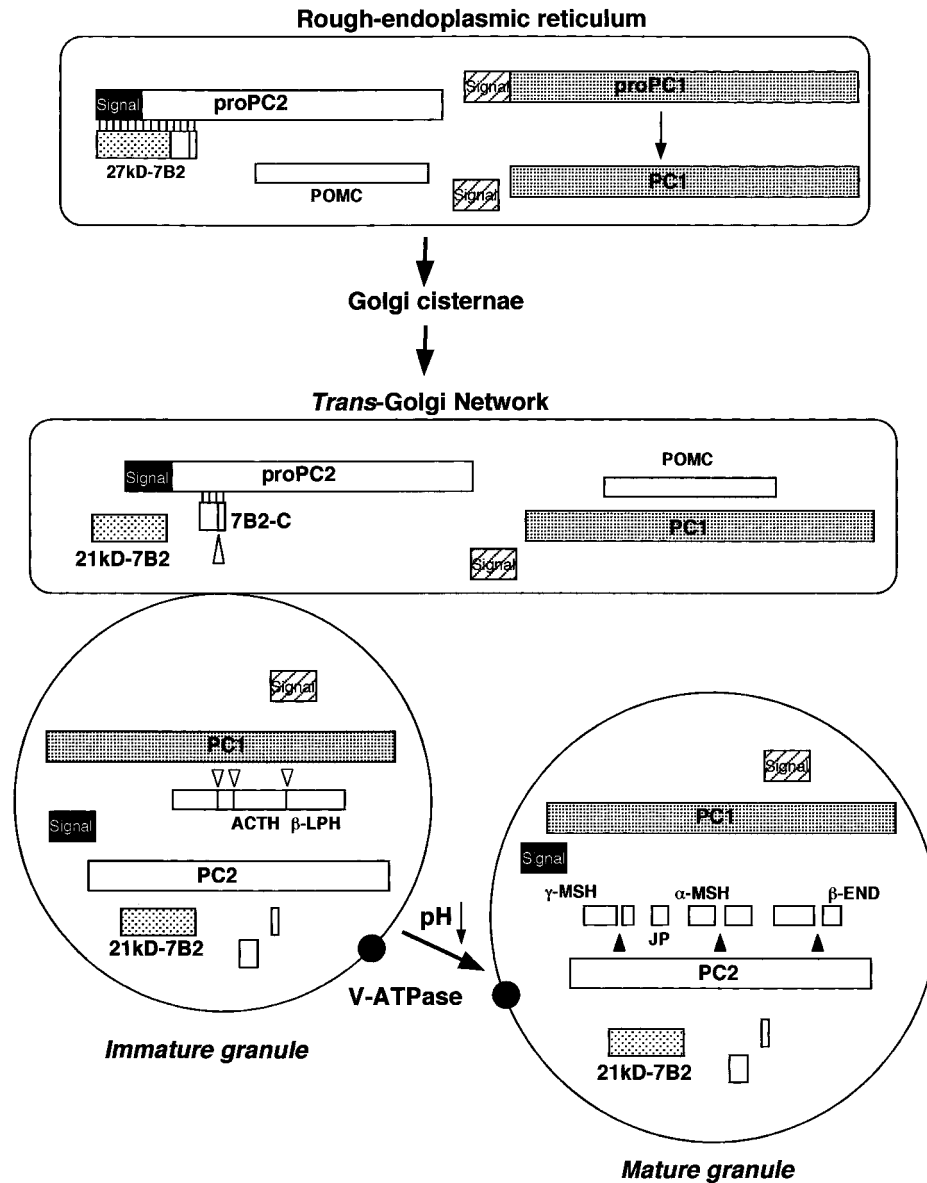 Rough-endoplasmic reticulum
Signal
proPC2
Signal
proPC1
27kD-7B2
POMC
Signal
PC1
Golgi cisternae
Trans-Golgi Network
Signal
proPC2
POMC
7B2-C
PC1
21kD-7B2
Signal
Signal
PC1
ACTH β-LPH
Signal
PC2
21kD-7B2
pH
V-ATPase
Immature granule
Signal
PC1
Signal
γ-MSH α-MSH β-END
JP
PC2
21kD-7B2
Mature granule